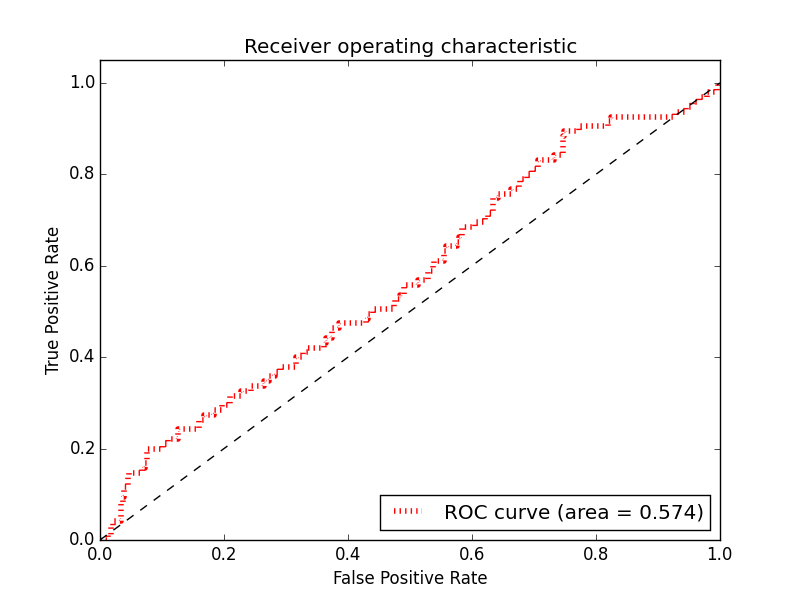 Receiver operating characteristic
True Positive Rate
1.0
0.8
0.6
0.4
0.2
0.0
ROC curve (area = 0.574)
0.0 0.2 0.4 0.6 0.8 1.0
False Positive Rate